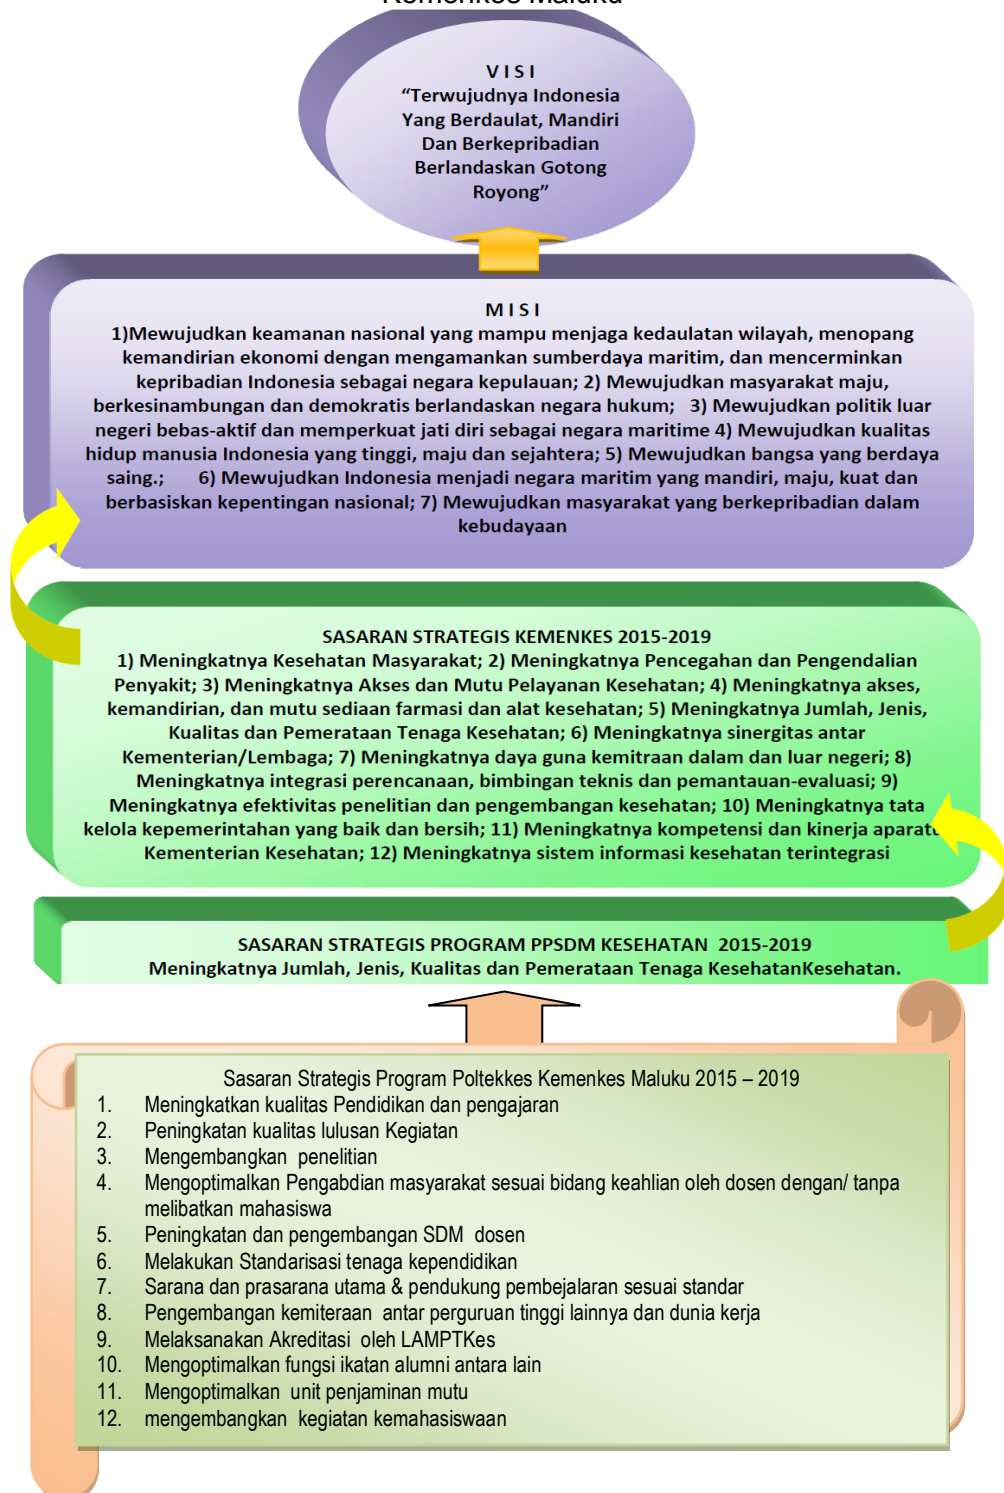 Kemenkes Maluku
V I S I
“Terwujudnya Indonesia
Yang Berdaulat, Mandiri
Dan Berkepribadian
Berlandaskan Gotong
Royong”
M I S I
1)Mewujudkan keamanan nasional yang mampu menjaga kedaulatan wilayah, menopang
kemandirian ekonomi dengan mengamankan sumberdaya maritim, dan mencerminkan
kepribadian Indonesia sebagai negara kepulauan; 2) Mewujudkan masyarakat maju,
berkesinambungan dan demokratis berlandaskan negara hukum; 3) Mewujudkan politik luar
negeri bebas-aktif dan memperkuat jati diri sebagai negara maritime 4) Mewujudkan kualitas
hidup manusia Indonesia yang tinggi, maju dan sejahtera; 5) Mewujudkan bangsa yang berdaya
saing.; 6) Mewujudkan Indonesia menjadi negara maritim yang mandiri, maju, kuat dan
berbasiskan kepentingan nasional; 7) Mewujudkan masyarakat yang berkepribadian dalam
kebudayaan
SASARAN STRATEGIS KEMENKES 2015-2019
1) Meningkatnya Kesehatan Masyarakat; 2) Meningkatnya Pencegahan dan Pengendalian
Penyakit; 3) Meningkatnya Akses dan Mutu Pelayanan Kesehatan; 4) Meningkatnya akses,
kemandirian, dan mutu sediaan farmasi dan alat kesehatan; 5) Meningkatnya Jumlah, Jenis,
Kualitas dan Pemerataan Tenaga Kesehatan; 6) Meningkatnya sinergitas antar
Kementerian/Lembaga; 7) Meningkatnya daya guna kemitraan dalam dan luar negeri; 8)
Meningkatnya integrasi perencanaan, bimbingan teknis dan pemantauan-evaluasi; 9)
Meningkatnya efektivitas penelitian dan pengembangan kesehatan; 10) Meningkatnya tata
kelola kepemerintahan yang baik dan bersih; 11) Meningkatnya kompetensi dan kinerja aparatu
Kementerian Kesehatan; 12) Meningkatnya sistem informasi kesehatan terintegrasi
SASARAN STRATEGIS PROGRAM PPSDM KESEHATAN 2015-2019
Meningkatnya Jumlah, Jenis, Kualitas dan Pemerataan Tenaga KesehatanKesehatan.
Sasaran Strategis Program Poltekkes Kemenkes Maluku 2015 – 2019
1. Meningkatkan kualitas Pendidikan dan pengajaran
2. Peningkatan kualitas lulusan Kegiatan
3. Mengembangkan penelitian
4. Mengoptimalkan Pengabdian masyarakat sesuai bidang keahlian oleh dosen dengan/ tanpa
melibatkan mahasiswa
5. Peningkatan dan pengembangan SDM dosen
6. Melakukan Standarisasi tenaga kependidikan
7. Sarana dan prasarana utama & pendukung pembejalaran sesuai standar
8. Pengembangan kemiteraan antar perguruan tinggi lainnya dan dunia kerja
9. Melaksanakan Akreditasi oleh LAMPTKes
10. Mengoptimalkan fungsi ikatan alumni antara lain
11. Mengoptimalkan unit penjaminan mutu
12. mengembangkan kegiatan kemahasiswaan